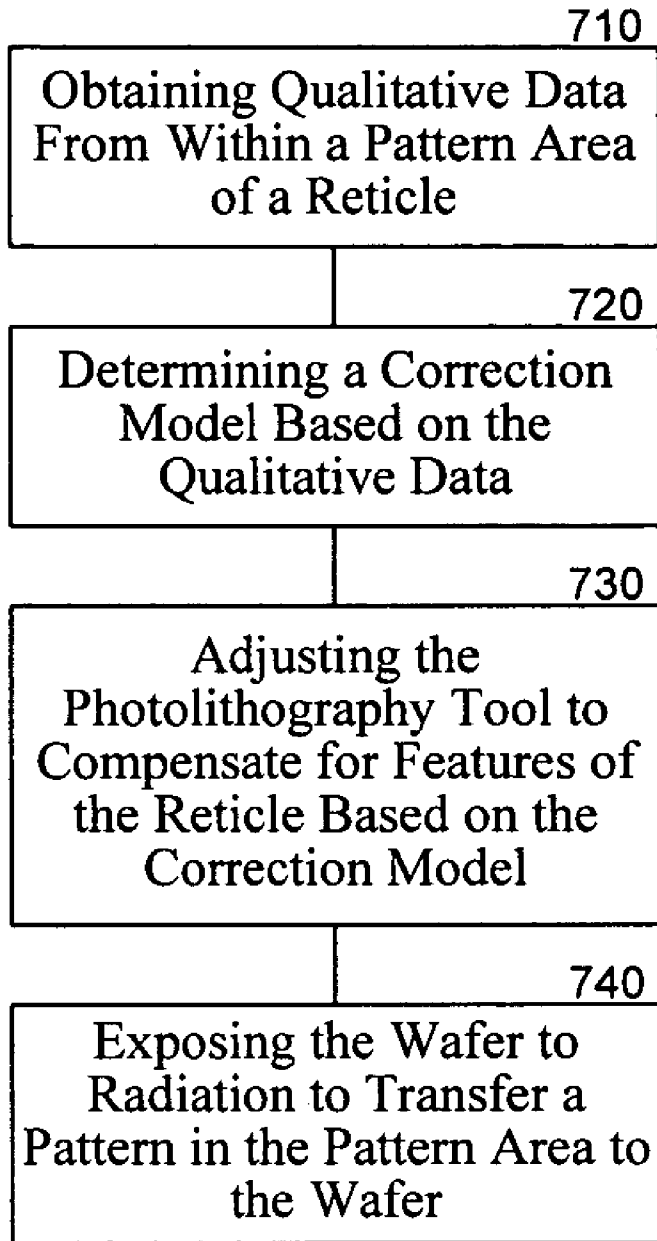 710
Obtaining Qualitative Data
From Within a Pattern Area
of a Reticle
720
Determining a Correction
Model Based on the
Qualitative Data
730
Adjusting the
Photolithography Tool to
Compensate for Features of
the Reticle Based on the
Correction Model
740
Exposing the Wafer to
Radiation to Transfer a
Pattern in the Pattern Area to
the Wafer